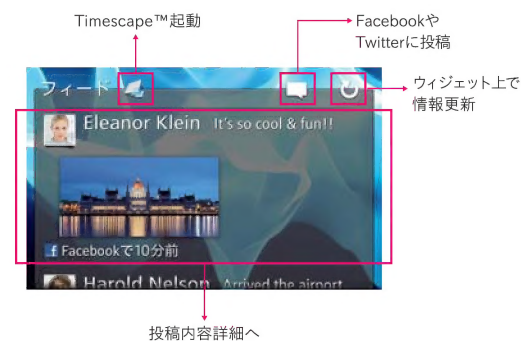 Timescape™起動
Facebookや
Twitterに投稿
ウィジェット上で
情報更新
フィード
Eleanor Klein It's so cool & fun!!
Facebookで10分前
Harold Nelson Arrived the airport
投稿内容詳細へ